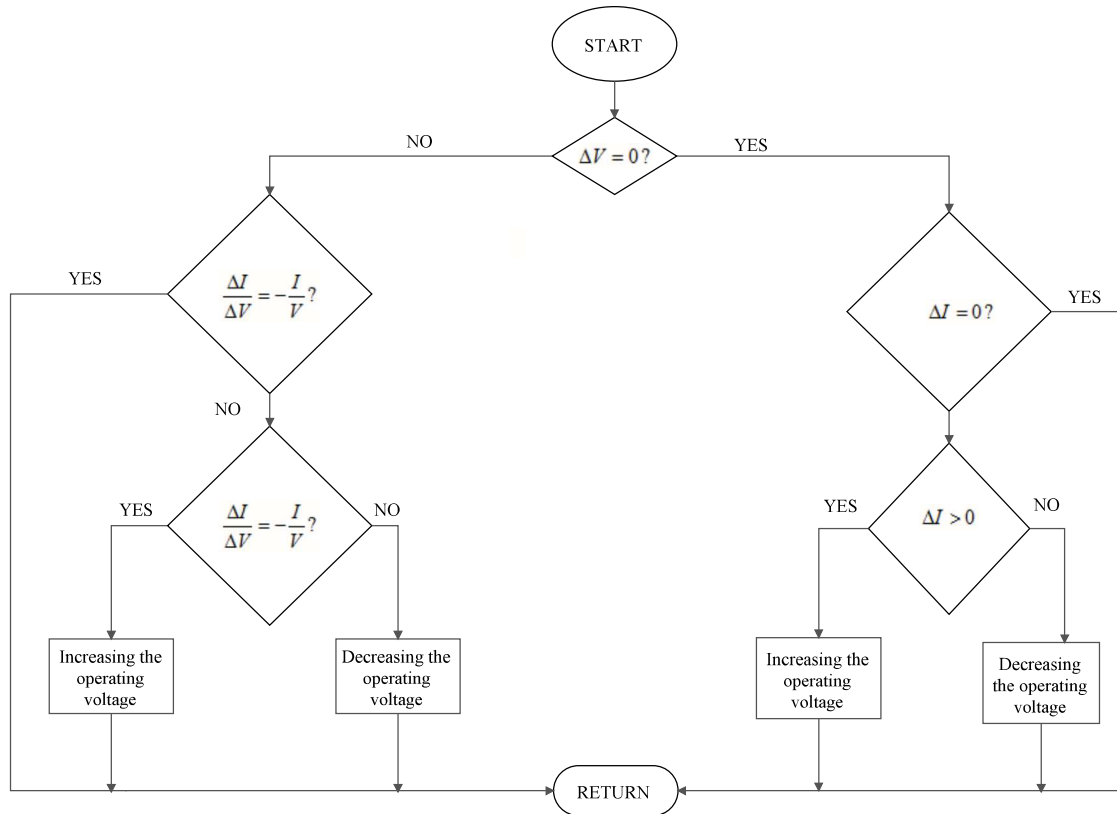 START
NO
ΔV = 0 ?
YES
YES
ΔI/ΔV = −I/V ?
ΔI = 0 ?
YES
NO
YES
ΔI/ΔV = −I/V ?
NO
YES
ΔI > 0
NO
Increasing the
operating
voltage
Decreasing the
operating
voltage
Increasing the
operating
voltage
Decreasing
the operating
voltage
RETURN